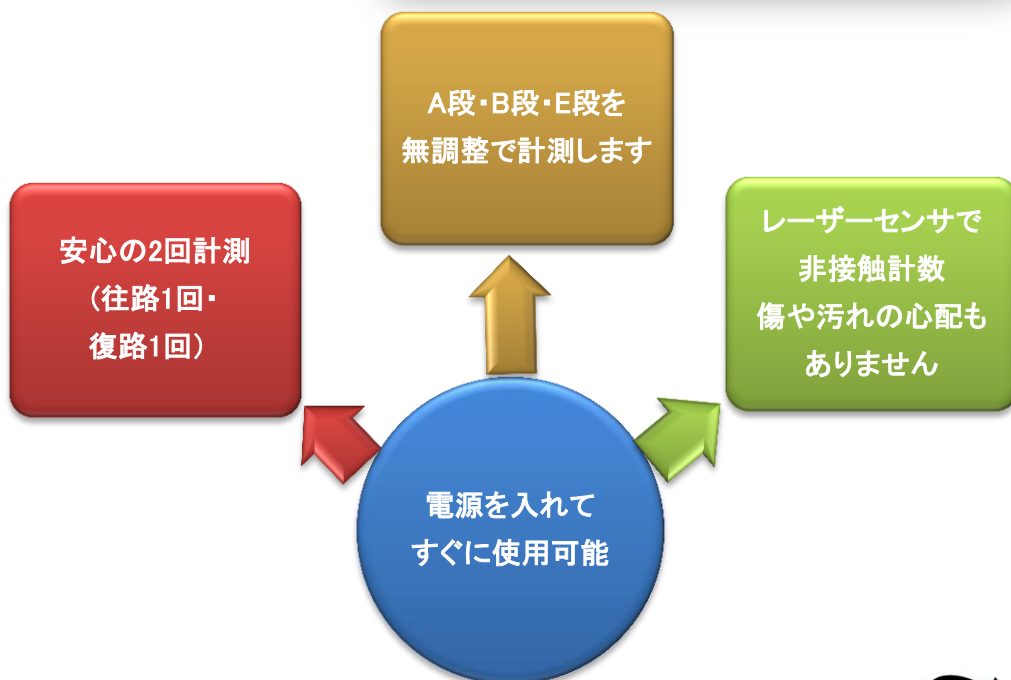 A段・B段・E段を
無調整で計測します
安心の2回計測
(往路1回・
復路1回)
レーザーセンサで
非接触計数
傷や汚れの心配も
ありません
電源を入れて
すぐに使用可能